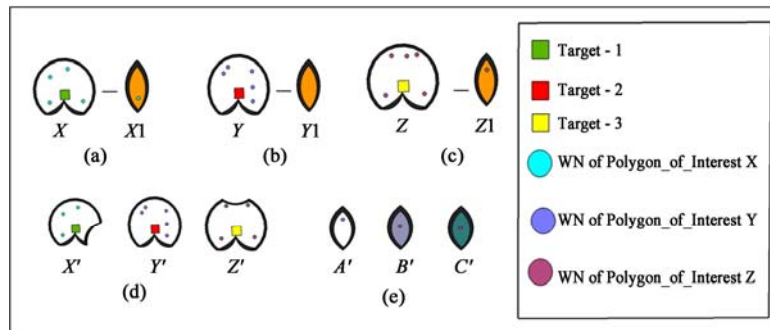 X − X1
(a)
Y − Y1
(b)
Z − Z1
(c)
X′ Y′ Z′
(d)
A′ B′ C′
(e)
Target - 1
Target - 2
Target - 3
WN of Polygon_of_Interest X
WN of Polygon_of_Interest Y
WN of Polygon_of_Interest Z